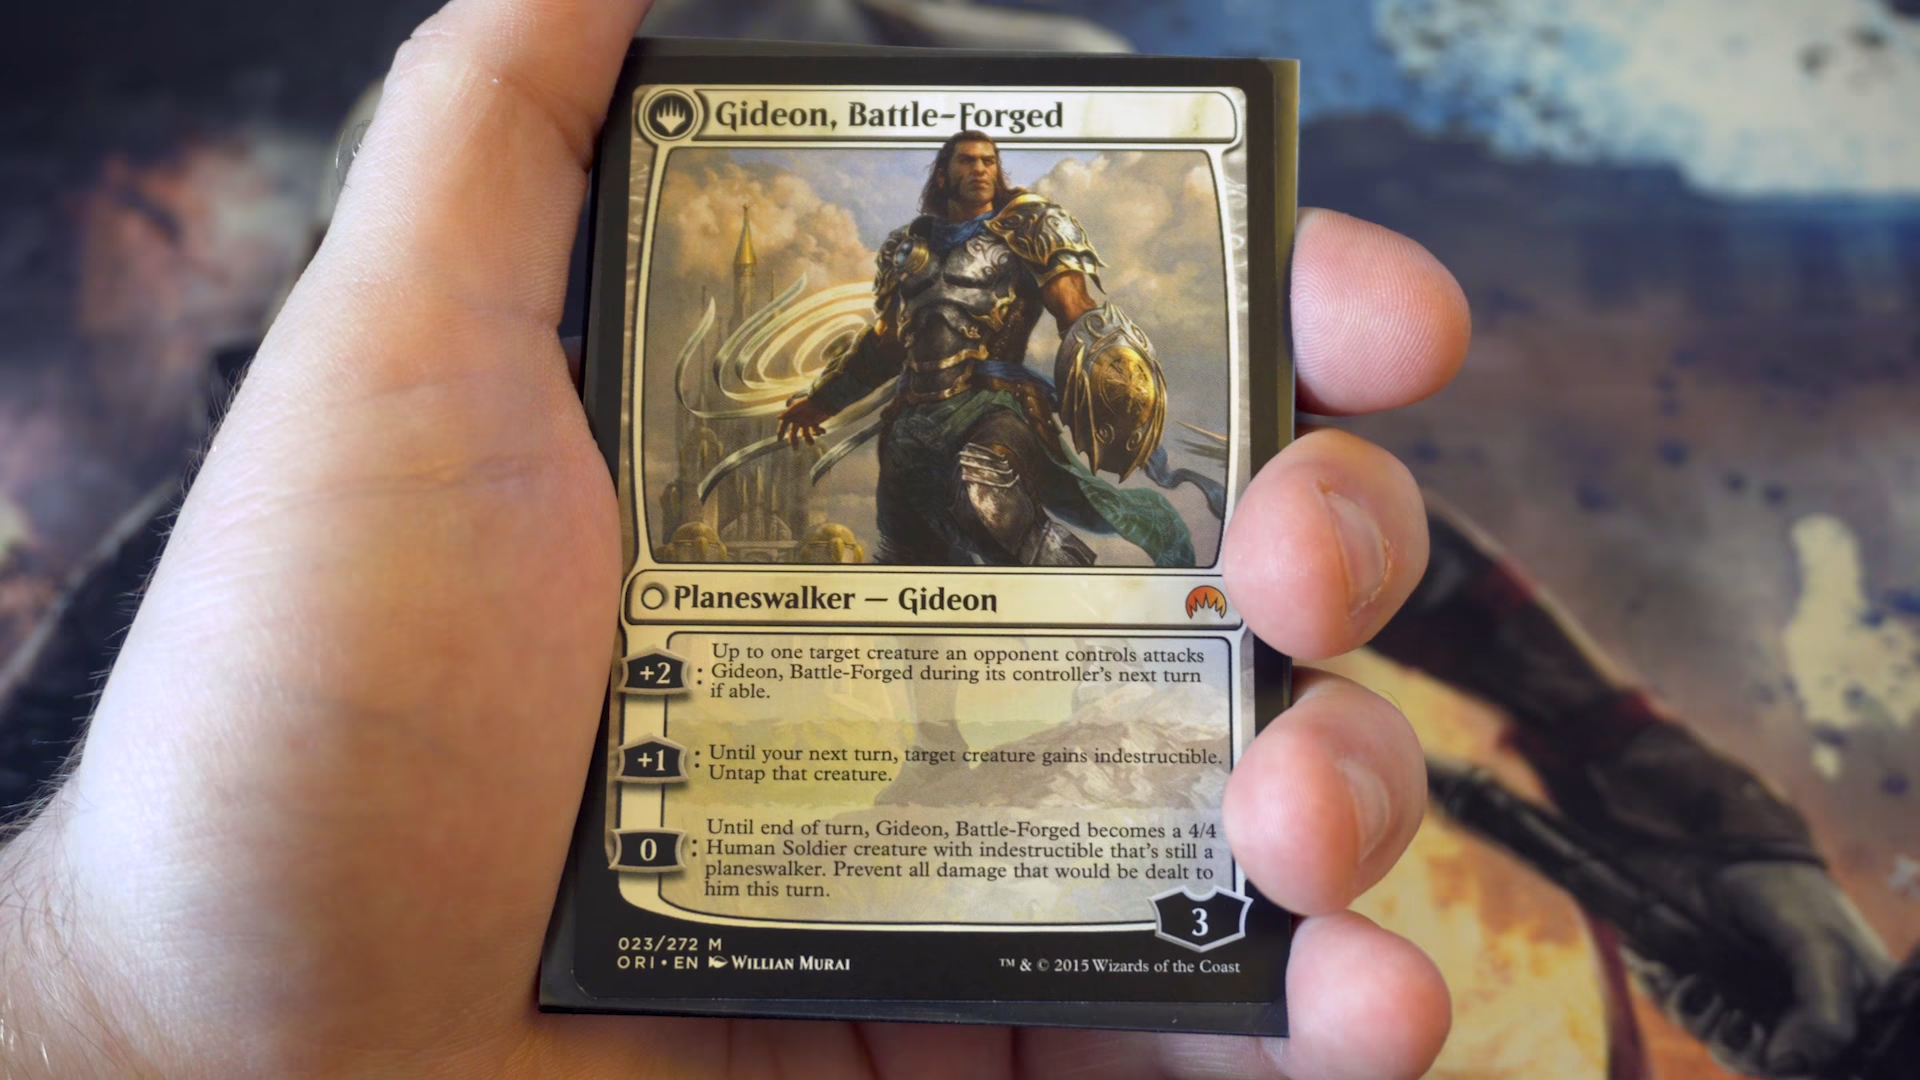 Gideon, Battle-Forged
Planeswalker — Gideon
+2 : Up to one target creature an opponent controls attacks
Gideon, Battle-Forged during its controller's next turn
if able.
+1 : Until your next turn, target creature gains indestructible.
Untap that creature.
0 : Until end of turn, Gideon, Battle-Forged becomes a 4/4
Human Soldier creature with indestructible that's still a
planeswalker. Prevent all damage that would be dealt to
him this turn.
3
023/272 M
ORI • EN WILLIAN MURAI
™ & © 2015 Wizards of the Coast